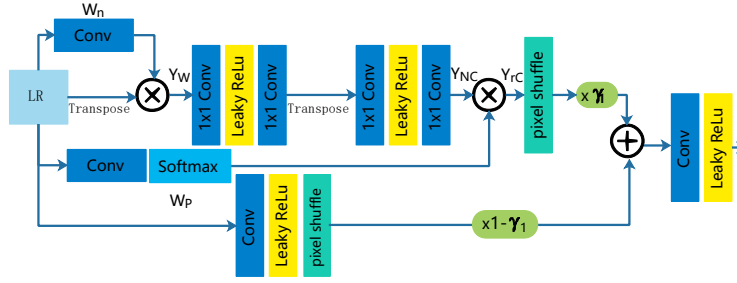 Wn
Conv
LR
Transpose
YW
1x1 Conv
Leaky ReLu
1x1 Conv
Transpose
1x1 Conv
Leaky ReLu
1x1 Conv
YNC
YrC
pixel shuffle
x γ1
Conv
Leaky ReLu
Conv
Softmax
WP
Conv
Leaky ReLu
pixel shuffle
x1-γ1